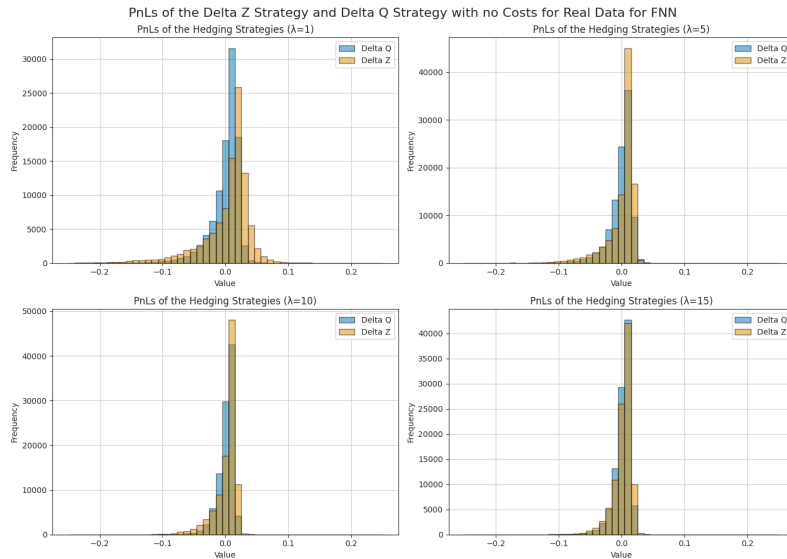 PnLs of the Delta Z Strategy and Delta Q Strategy with no Costs for Real Data for FNN
PnLs of the Hedging Strategies (λ=1)
Delta Q
Delta Z
Frequency
30000
25000
20000
15000
10000
5000
0
−0.2
−0.1
0.0
0.1
0.2
Value
PnLs of the Hedging Strategies (λ=5)
Delta Q
Delta Z
Frequency
40000
30000
20000
10000
0
−0.2
−0.1
0.0
0.1
0.2
Value
PnLs of the Hedging Strategies (λ=10)
Delta Q
Delta Z
Frequency
50000
40000
30000
20000
10000
0
−0.2
−0.1
0.0
0.1
0.2
Value
PnLs of the Hedging Strategies (λ=15)
Delta Q
Delta Z
Frequency
40000
35000
30000
25000
20000
15000
10000
5000
0
−0.2
−0.1
0.0
0.1
0.2
Value